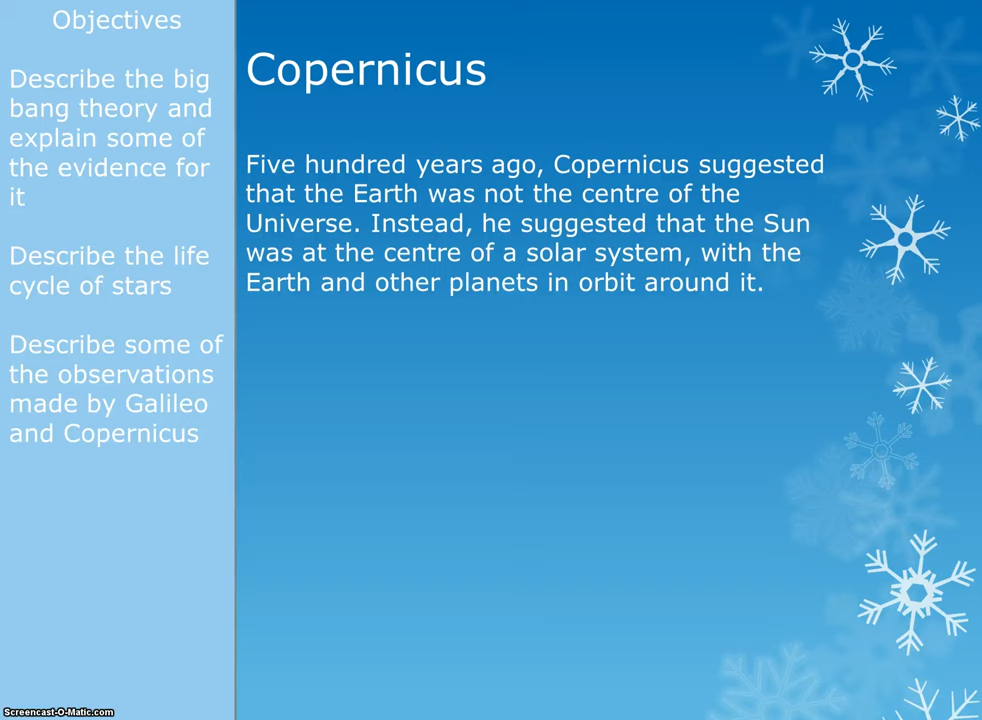 Objectives
Describe the big
bang theory and
explain some of
the evidence for
it
Describe the life
cycle of stars
Describe some of
the observations
made by Galileo
and Copernicus
Copernicus
Five hundred years ago, Copernicus suggested
that the Earth was not the centre of the
Universe. Instead, he suggested that the Sun
was at the centre of a solar system, with the
Earth and other planets in orbit around it.
Screencast-O-Matic.com